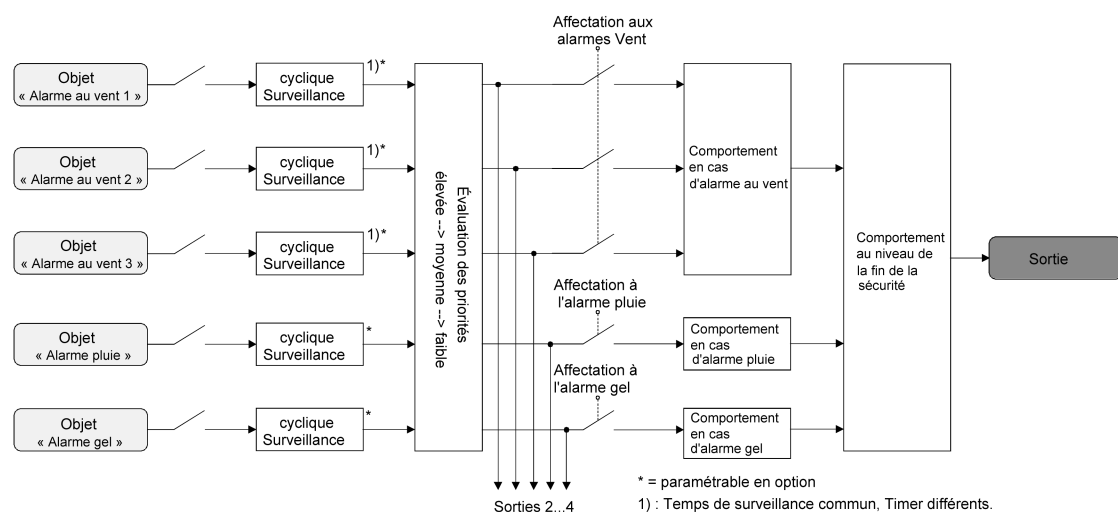 Affectation aux
alarmes Vent
Objet
« Alarme au vent 1 »
cyclique
Surveillance
1)*
Objet
« Alarme au vent 2 »
cyclique
Surveillance
1)*
Objet
« Alarme au vent 3 »
cyclique
Surveillance
1)*
Objet
« Alarme pluie »
cyclique
Surveillance
*
Objet
« Alarme gel »
cyclique
Surveillance
*
Évaluation des priorités
élevée --> moyenne --> faible
Comportement
en cas
d'alarme au vent
Affectation à
l'alarme pluie
Comportement
en cas
d'alarme pluie
Affectation à
l'alarme gel
Comportement
en cas
d'alarme gel
Comportement
au niveau de
la fin de la
sécurité
Sortie
Sorties 2...4
* = paramétrable en option
1) : Temps de surveillance commun, Timer différents.